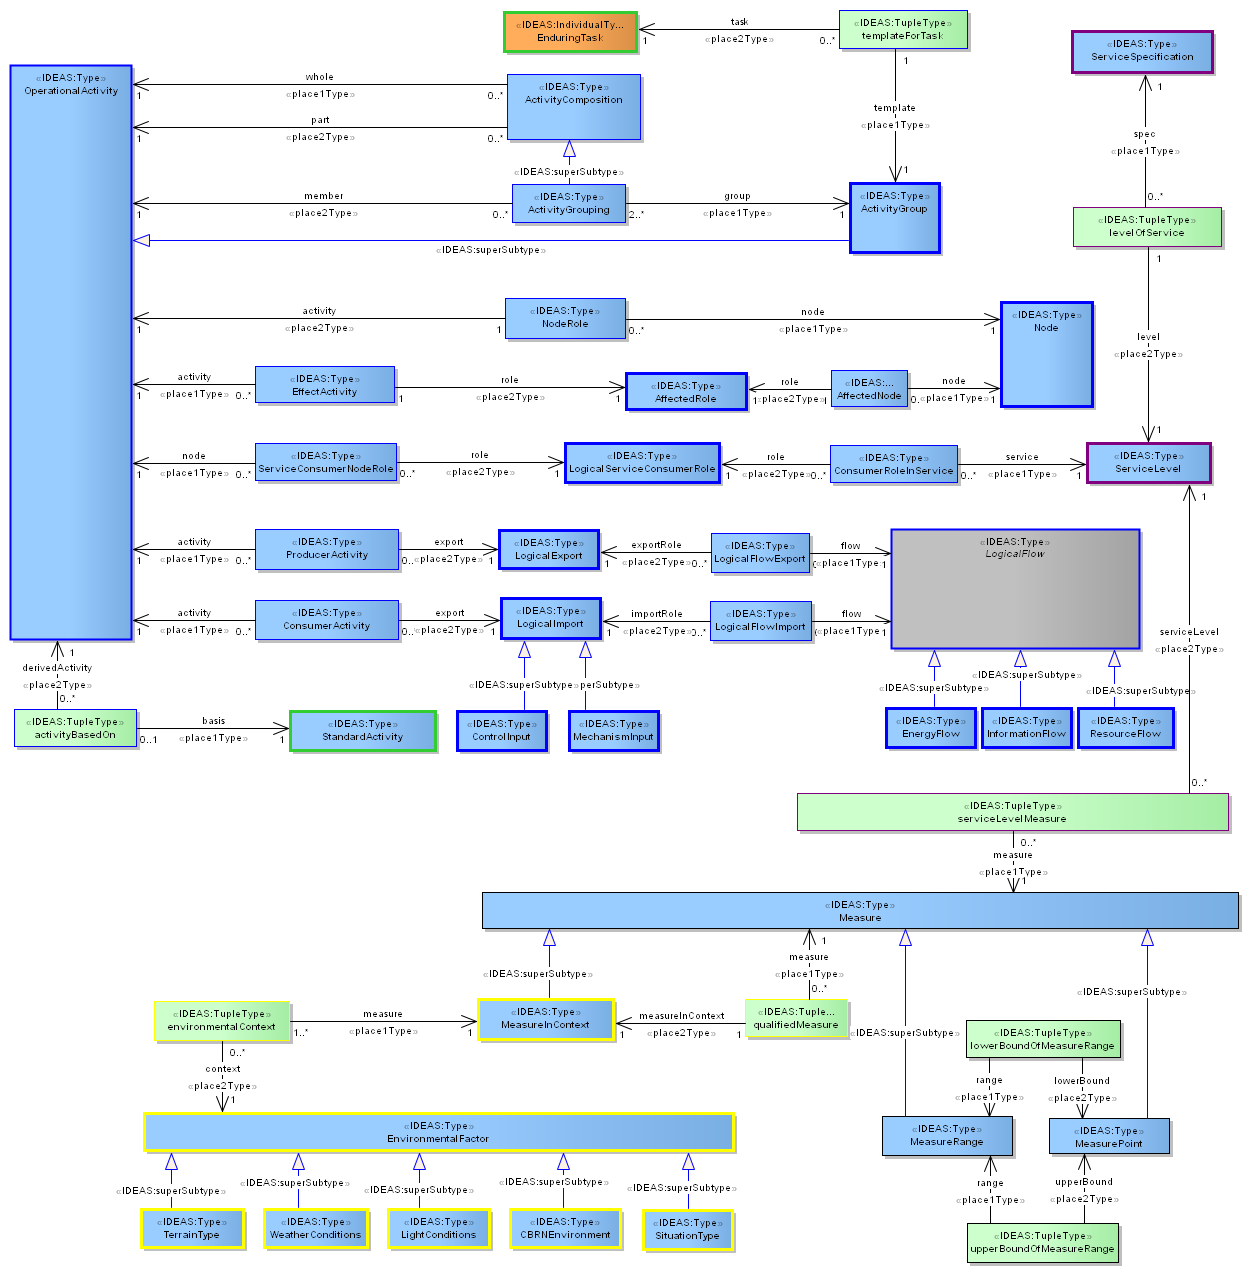 «IDEAS:IndividualTy...
EnduringTask
task
«place2Type»
1
0..*
«IDEAS:TupleType»
templateForTask
1
template
«place1Type»
1
«IDEAS:Type»
ServiceSpecification
1
spec
«place1Type»
0..*
«IDEAS:TupleType»
levelOfService
1
level
«place2Type»
1
«IDEAS:Type»
OperationalActivity
whole
«place1Type»
1
0..*
part
«place2Type»
1
0..*
«IDEAS:Type»
ActivityComposition
«IDEAS:superSubtype»
member
«place2Type»
1
0..*
«IDEAS:Type»
ActivityGrouping
group
«place1Type»
2..*
1
«IDEAS:Type»
ActivityGroup
«IDEAS:superSubtype»
activity
«place2Type»
1
1
«IDEAS:Type»
NodeRole
node
«place1Type»
0..*
1
«IDEAS:Type»
Node
activity
«place1Type»
1
0..*
«IDEAS:Type»
EffectActivity
role
«place2Type»
1
1
«IDEAS:Type»
AffectedRole
role
«place2Type»
1
«IDEAS:...
AffectedNode
node
«place1Type»
0.
1
node
«place1Type»
1
0..*
«IDEAS:Type»
ServiceConsumerNodeRole
role
«place2Type»
0..*
1
«IDEAS:Type»
LogicalServiceConsumerRole
role
«place2Type»
1
0..*
«IDEAS:Type»
ConsumerRoleInService
service
«place1Type»
0..*
1
«IDEAS:Type»
ServiceLevel
activity
«place1Type»
1
0..*
«IDEAS:Type»
ProducerActivity
export
«place2Type»
0..
1
«IDEAS:Type»
LogicalExport
exportRole
«place2Type»
1
0..*
«IDEAS:Type»
LogicalFlowExport
flow
«place1Type»
1
«IDEAS:Type»
LogicalFlow
activity
«place1Type»
1
0..*
«IDEAS:Type»
ConsumerActivity
export
«place2Type»
0..
1
«IDEAS:Type»
LogicalImport
importRole
«place2Type»
1
0..*
«IDEAS:Type»
LogicalFlowImport
flow
«place1Type
1
1
derivedActivity
«place2Type»
0..*
«IDEAS:TupleType»
activityBasedOn
basis
«place1Type»
0..1
1
«IDEAS:Type»
StandardActivity
«IDEAS:superSubtype»
perSubtype»
«IDEAS:Type»
ControlInput
«IDEAS:Type»
MechanismInput
«IDEAS:superSubtype»
«IDEAS:superSubtype»
«IDEAS:superSubtype»
«IDEAS:Type»
EnergyFlow
«IDEAS:Type»
InformationFlow
«IDEAS:Type»
ResourceFlow
1
serviceLevel
«place2Type»
0..*
«IDEAS:TupleType»
serviceLevelMeasure
0..*
measure
«place1Type»
1
«IDEAS:Type»
Measure
«IDEAS:superSubtype»
1
measure
«place1Type»
0..*
«IDEAS:superSubtype»
«IDEAS:superSubtype»
«IDEAS:TupleType»
environmentalContext
measure
«place1Type»
1..*
1
«IDEAS:Type»
MeasureInContext
measureInContext
«place2Type»
1
1
«IDEAS:Tuple...
qualifiedMeasure
0..*
context
«place2Type»
1
«IDEAS:TupleType»
lowerBoundOfMeasureRange
range
«place1Type»
lowerBound
«place2Type»
«IDEAS:Type»
EnvironmentalFactor
«IDEAS:Type»
MeasureRange
«IDEAS:Type»
MeasurePoint
«IDEAS:superSubtype»
«IDEAS:superSubtype»
«IDEAS:superSubtype»
«IDEAS:superSubtype»
«IDEAS:superSubtype»
range
«place1Type»
upperBound
«place2Type»
«IDEAS:Type»
TerrainType
«IDEAS:Type»
WeatherConditions
«IDEAS:Type»
LightConditions
«IDEAS:Type»
CBRNEnvironment
«IDEAS:Type»
SituationType
«IDEAS:TupleType»
upperBoundOfMeasureRange